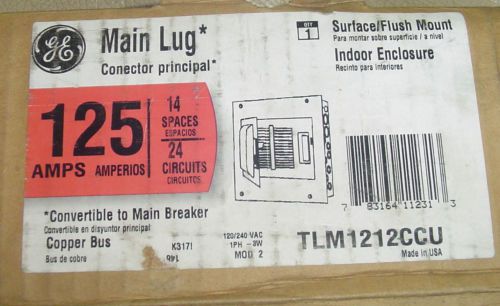 GE
Main Lug*
Conector principal*
QTY
1
Surface/Flush Mount
Para montar sobre superficie / a nivel
Indoor Enclosure
Recinto para interiores
125
AMPS AMPERIOS
14
SPACES
ESPACIOS
24
CIRCUITS
CIRCUITOS
*Convertible to Main Breaker
Convertible en disyuntor principal
Copper Bus
Bus de cobre
K3171
120/240 VAC
1PH - 3W
MOD 2
7 83164 11231 3
TLM1212CCU
Made in USA